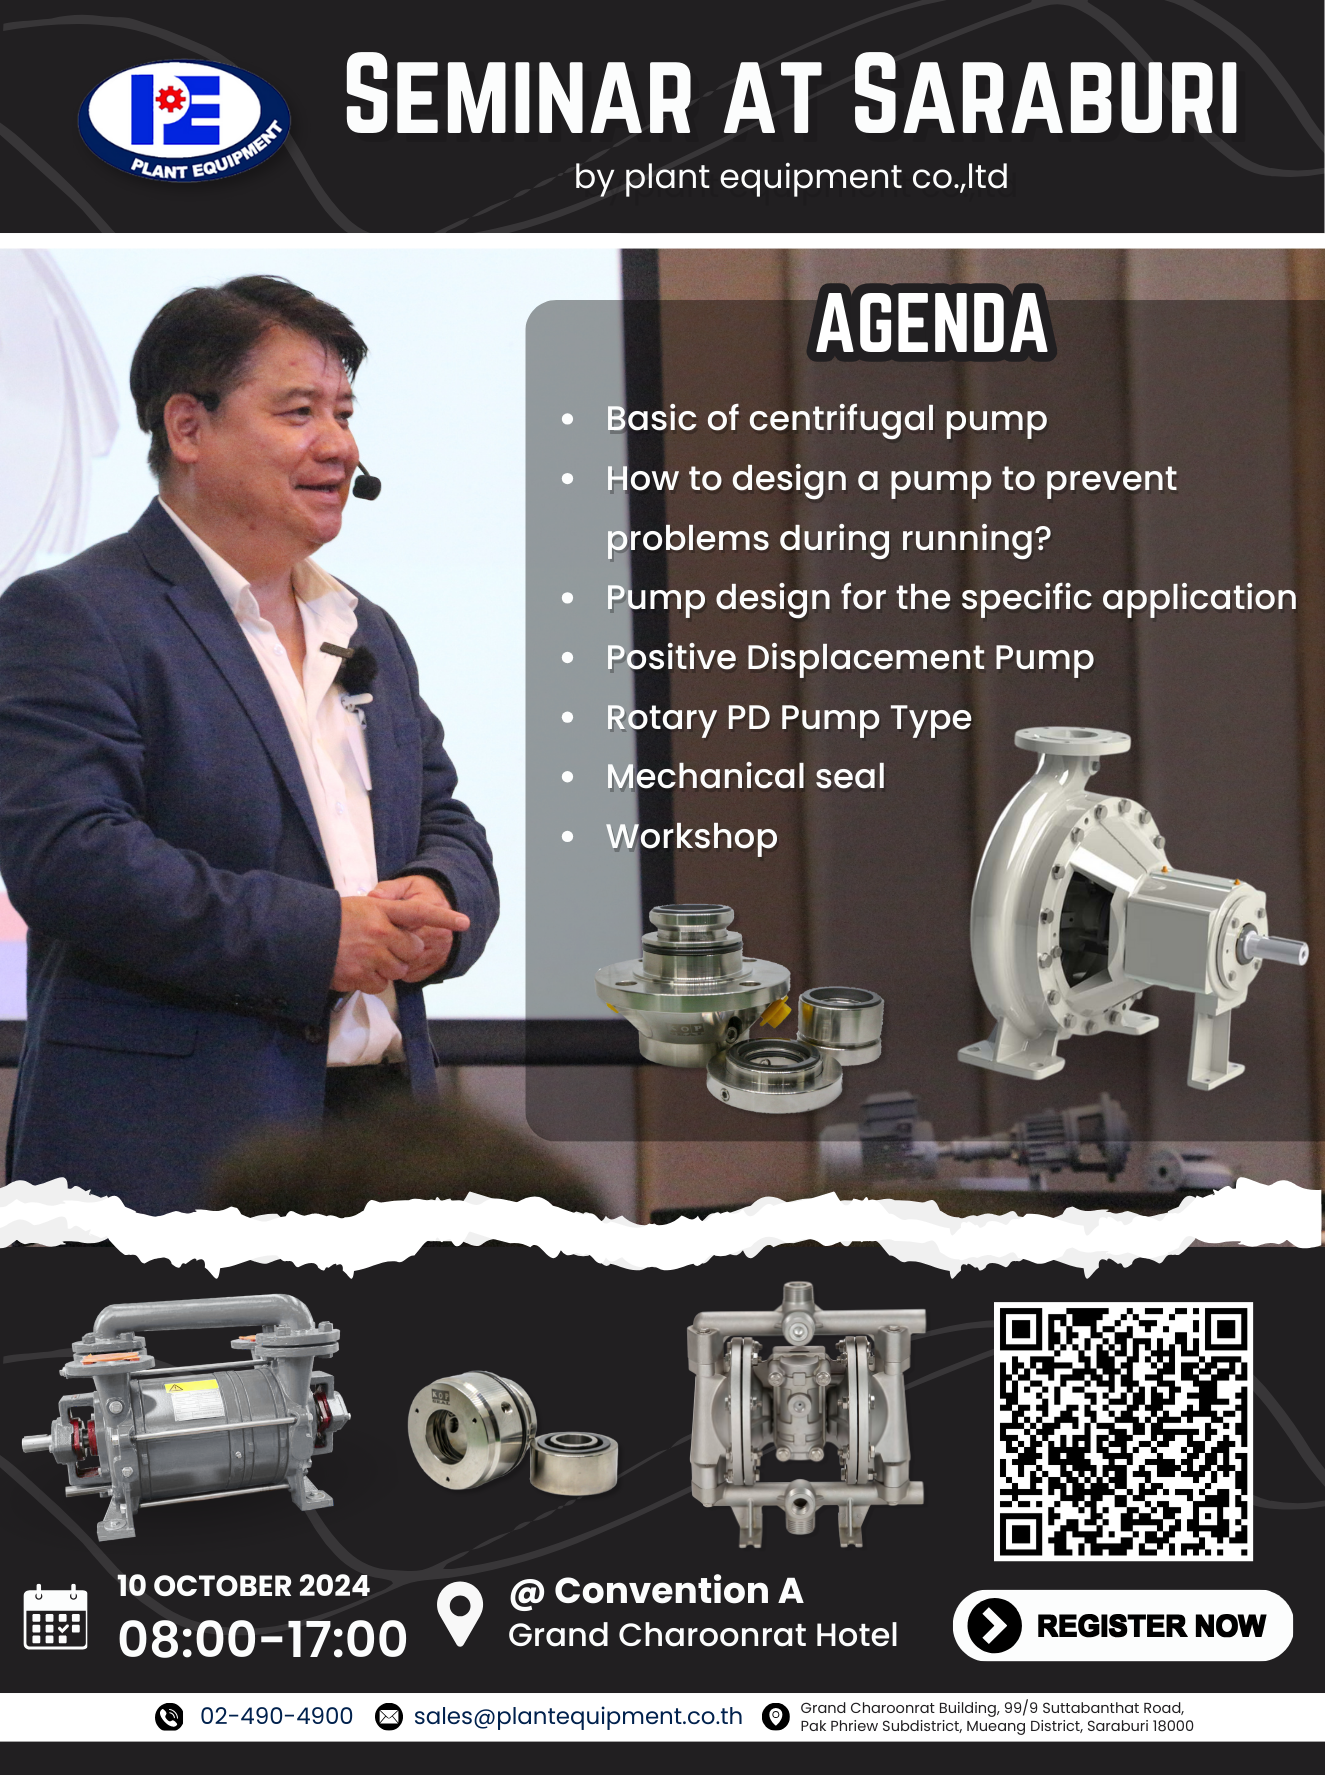 PLANT EQUIPMENT
SEMINAR AT SARABURI
by plant equipment co.,ltd
AGENDA
• Basic of centrifugal pump
• How to design a pump to prevent
problems during running?
• Pump design for the specific application
• Positive Displacement Pump
• Rotary PD Pump Type
• Mechanical seal
• Workshop
10 OCTOBER 2024
08:00-17:00
@ Convention A
Grand Charoonrat Hotel
REGISTER NOW
02-490-4900
sales@plantequipment.co.th
Grand Charoonrat Building, 99/9 Suttabanthat Road,
Pak Phriew Subdistrict, Mueang District, Saraburi 18000